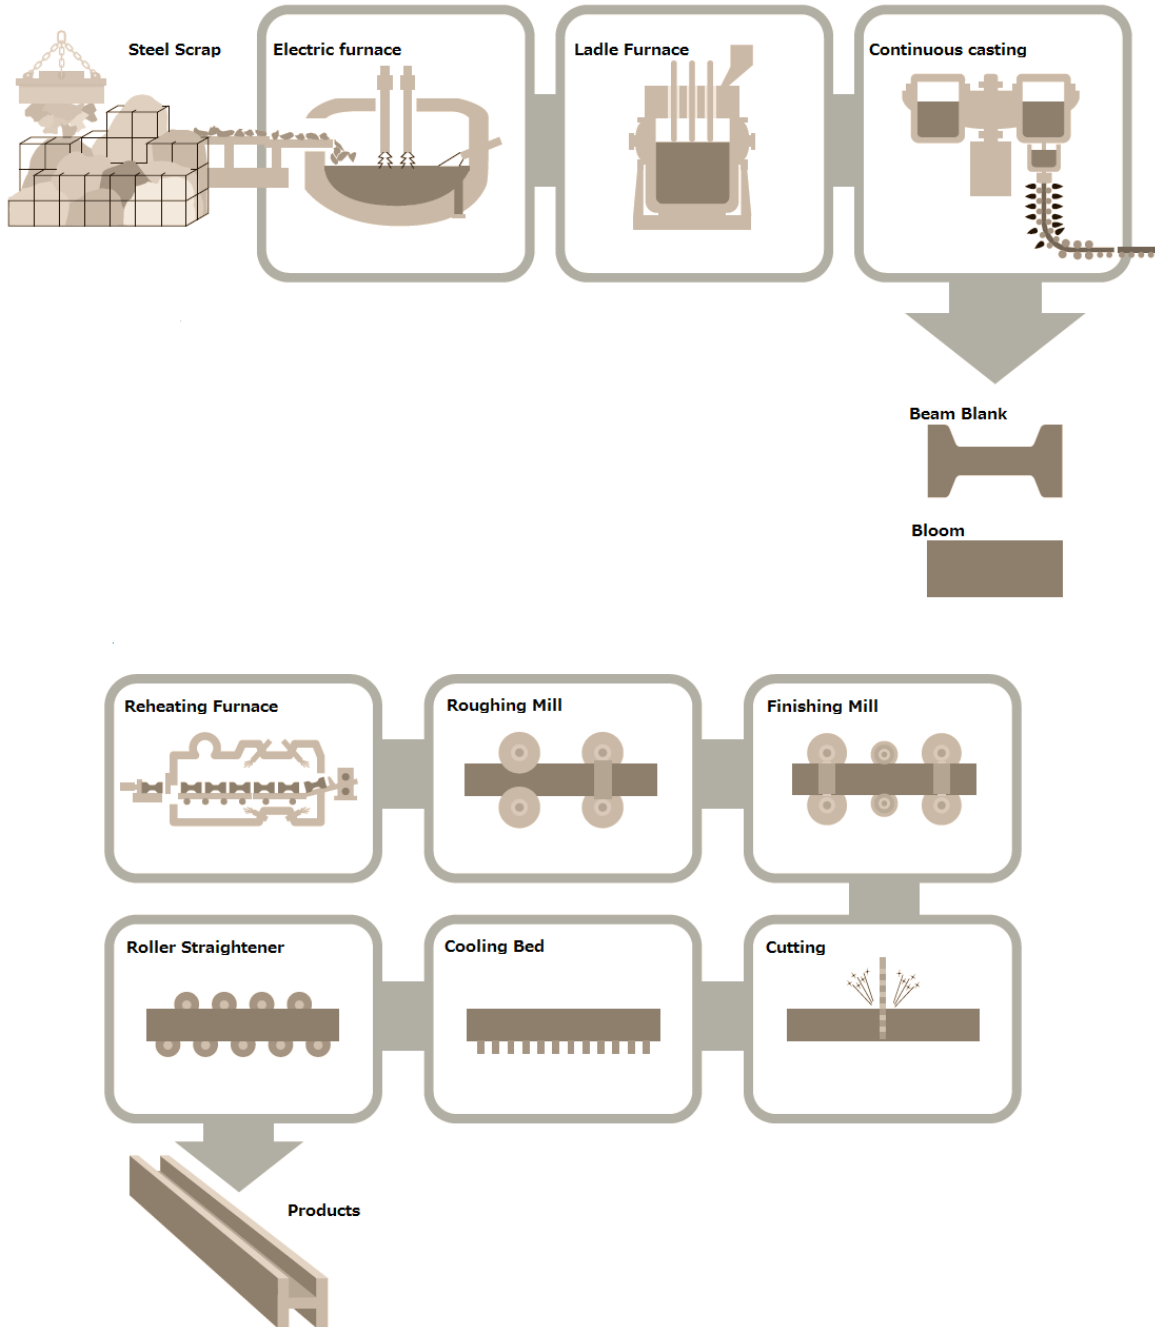 Steel Scrap
Electric furnace
Ladle Furnace
Continuous casting
Beam Blank
Bloom
Reheating Furnace
Roughing Mill
Finishing Mill
Roller Straightener
Cooling Bed
Cutting
Products